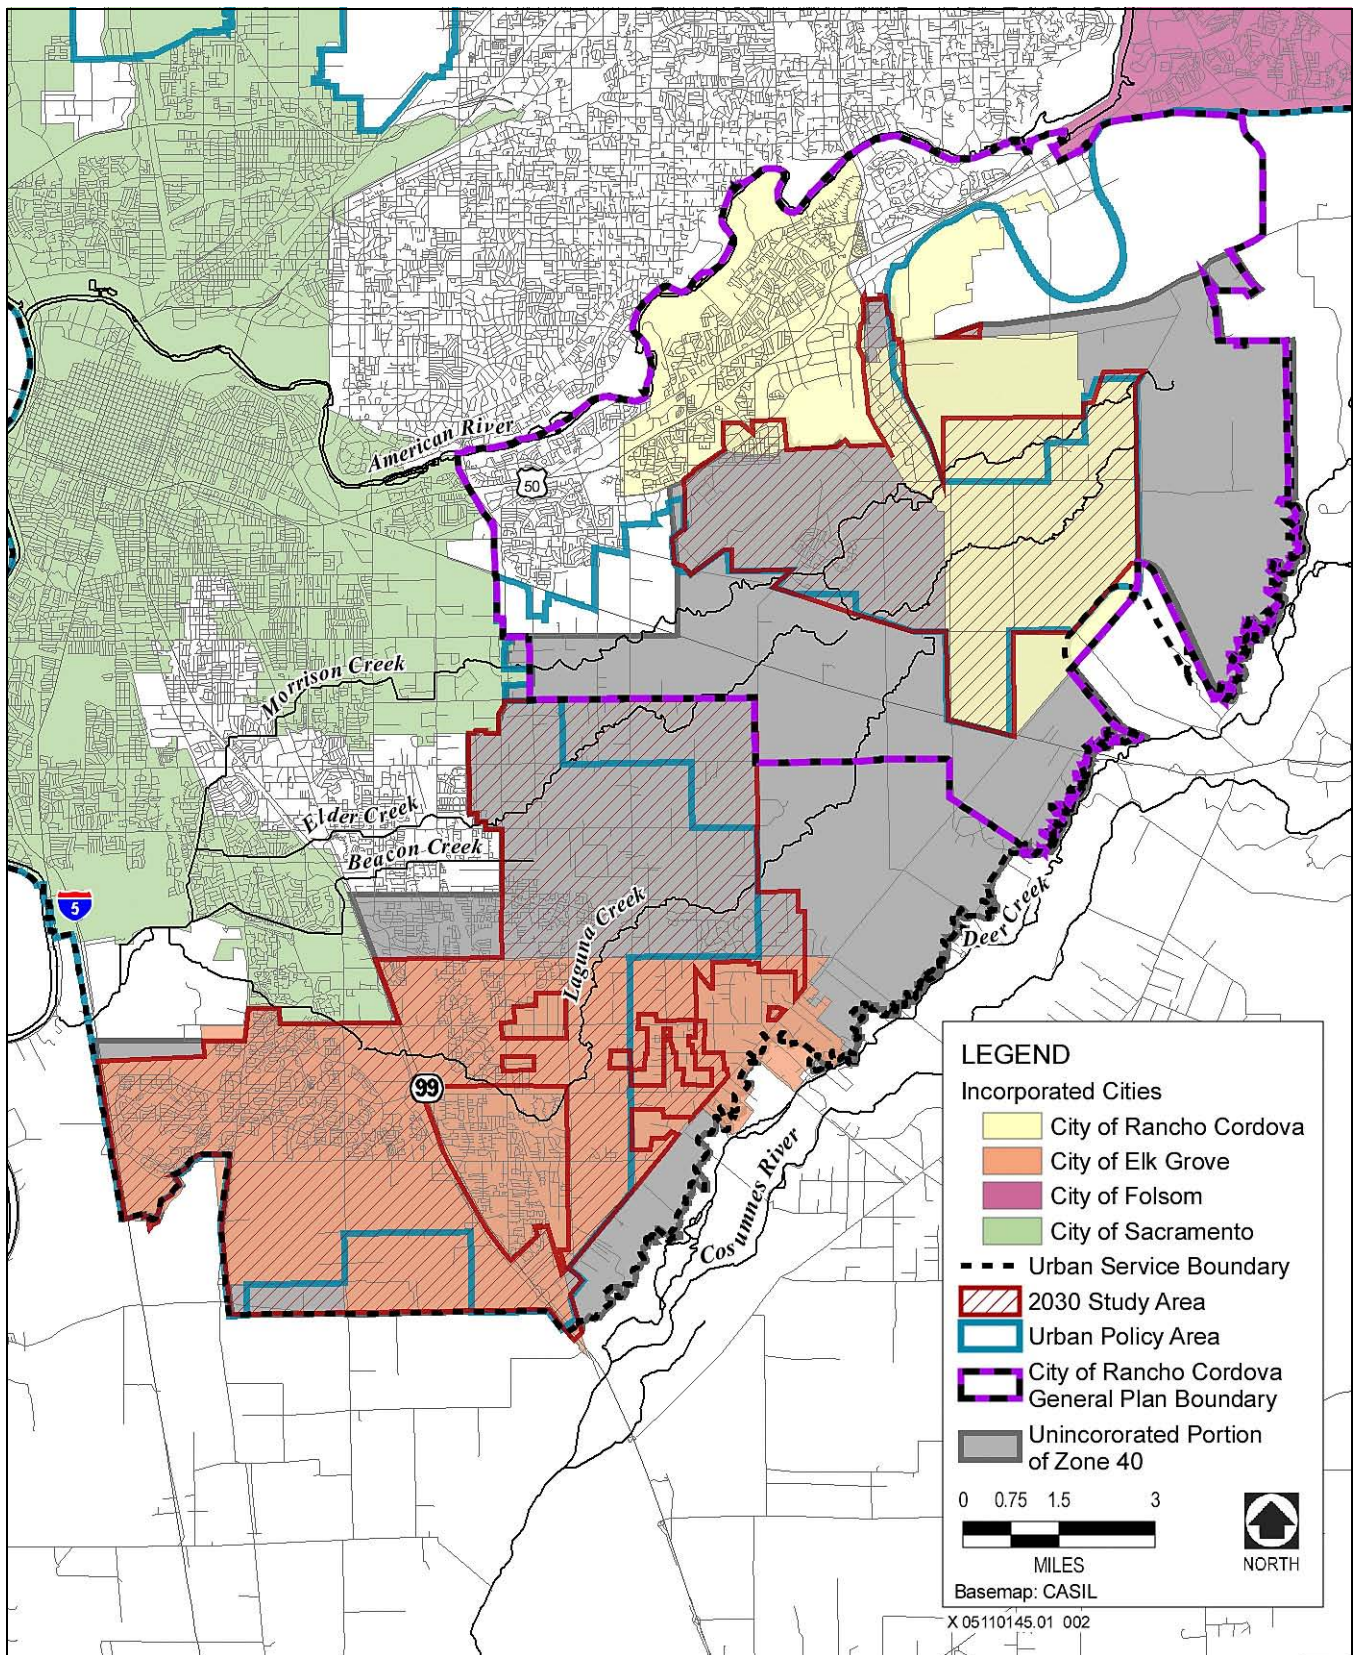 American River
50
Morrison Creek
Elder Creek
Beacon Creek
5
Laguna Creek
Deer Creek
99
Cosumnes River
LEGEND
Incorporated Cities
City of Rancho Cordova
City of Elk Grove
City of Folsom
City of Sacramento
Urban Service Boundary
2030 Study Area
Urban Policy Area
City of Rancho Cordova
General Plan Boundary
Unincororated Portion
of Zone 40
0 0.75 1.5 3
MILES
NORTH
Basemap: CASIL
X 05110145.01 002